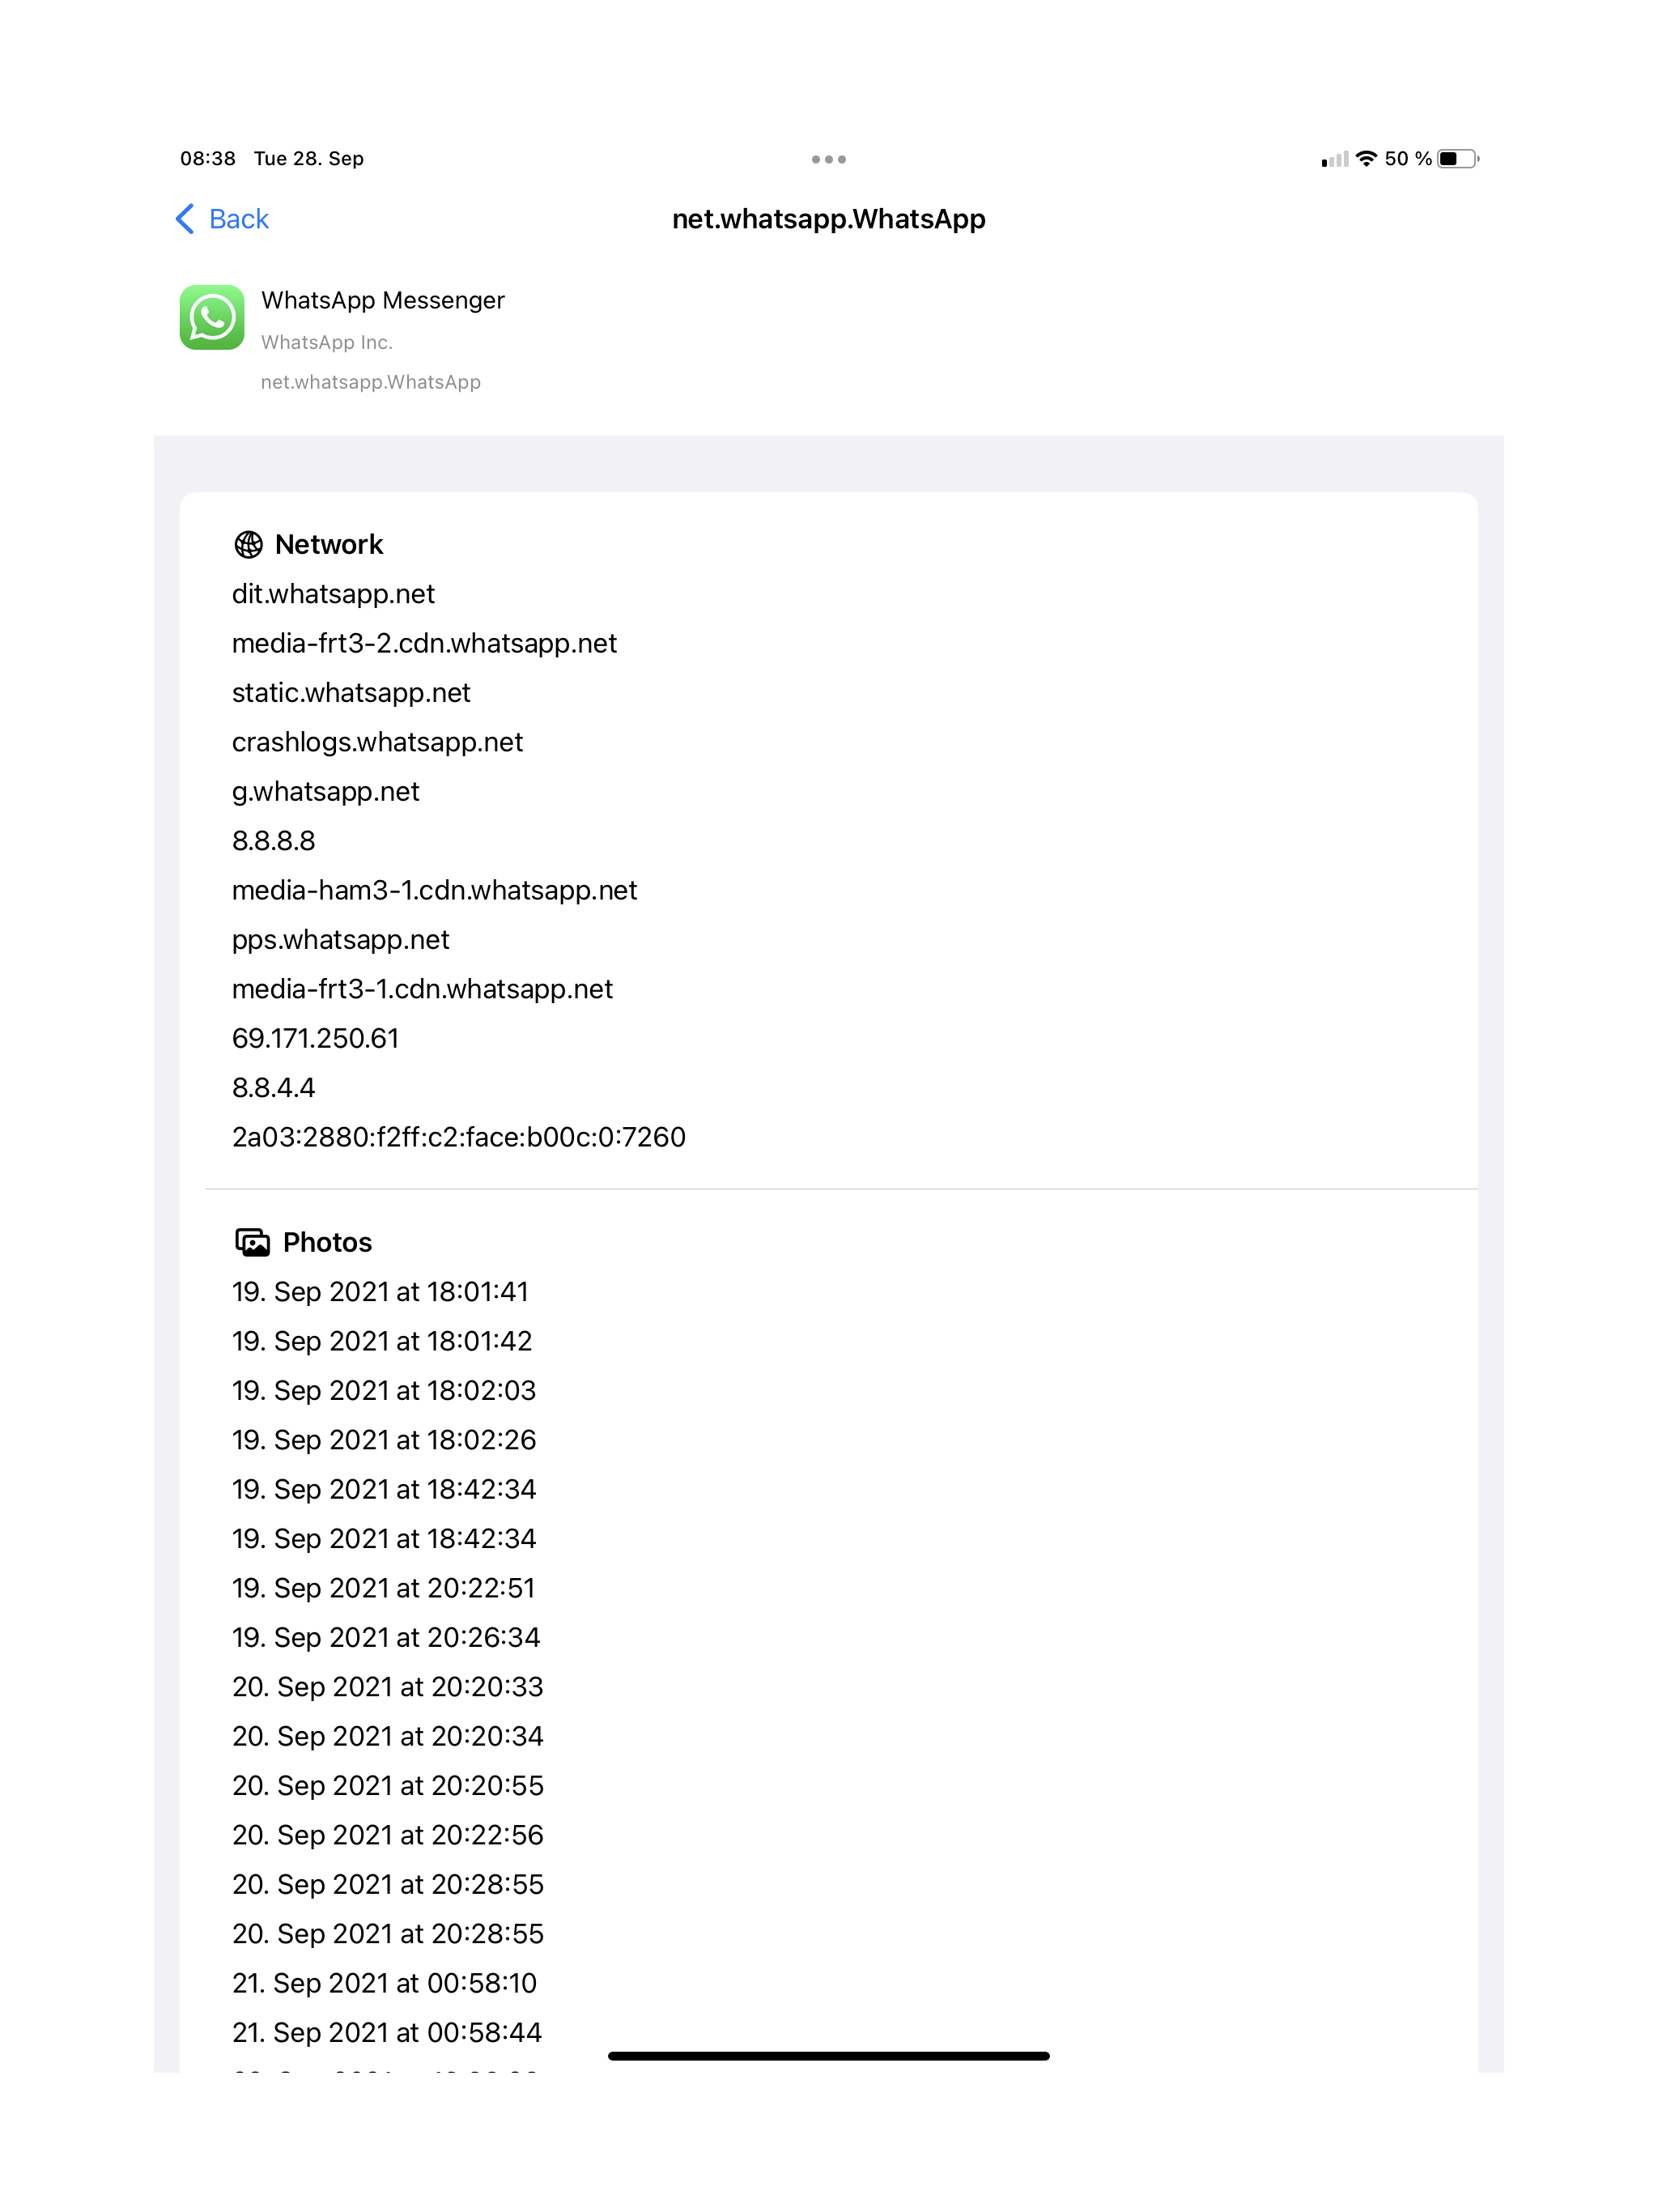 08:38 Tue 28. Sep
50 %
Back
net.whatsapp.WhatsApp
WhatsApp Messenger
WhatsApp Inc.
net.whatsapp.WhatsApp
Network
dit.whatsapp.net
media-frt3-2.cdn.whatsapp.net
static.whatsapp.net
crashlogs.whatsapp.net
g.whatsapp.net
8.8.8.8
media-ham3-1.cdn.whatsapp.net
pps.whatsapp.net
media-frt3-1.cdn.whatsapp.net
69.171.250.61
8.8.4.4
2a03:2880:f2ff:c2:face:b00c:0:7260
Photos
19. Sep 2021 at 18:01:41
19. Sep 2021 at 18:01:42
19. Sep 2021 at 18:02:03
19. Sep 2021 at 18:02:26
19. Sep 2021 at 18:42:34
19. Sep 2021 at 18:42:34
19. Sep 2021 at 20:22:51
19. Sep 2021 at 20:26:34
20. Sep 2021 at 20:20:33
20. Sep 2021 at 20:20:34
20. Sep 2021 at 20:20:55
20. Sep 2021 at 20:22:56
20. Sep 2021 at 20:28:55
20. Sep 2021 at 20:28:55
21. Sep 2021 at 00:58:10
21. Sep 2021 at 00:58:44